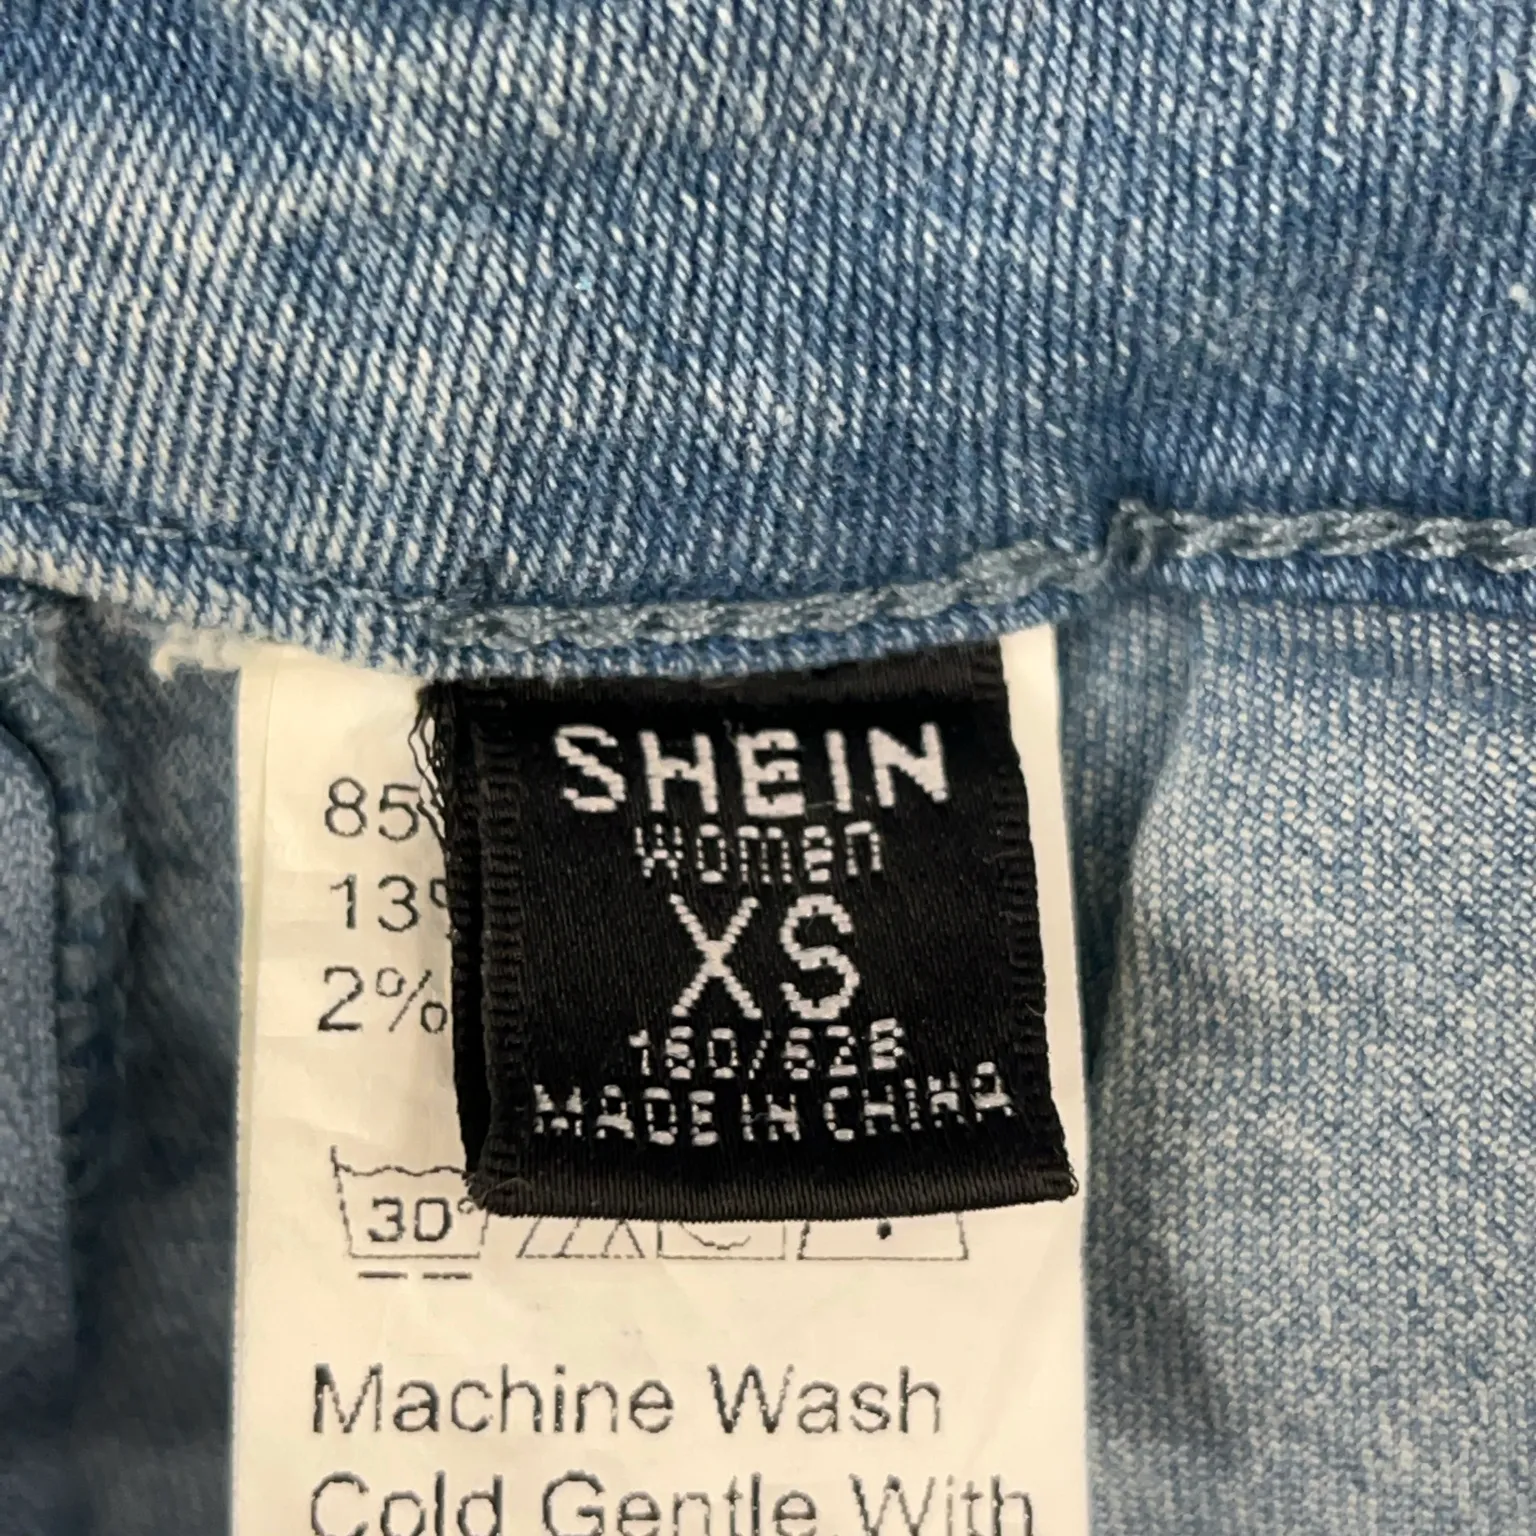 SHEIN
women
XS
160/62B
MADE IN CHINA
85
13%
2%
30°
Machine Wash
Cold Gentle With